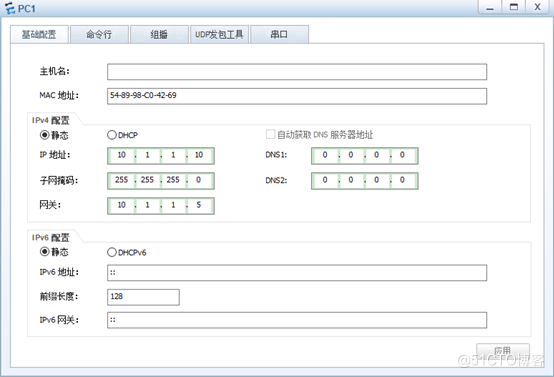 PC1
基础配置 命令行 组播 UDP发包工具 串口
主机名：
MAC 地址： 54-89-98-C0-42-69
IPv4 配置
静态 DHCP 自动获取 DNS 服务器地址
IP 地址： 10 . 1 . 1 . 10 DNS1： 0 . 0 . 0 . 0
子网掩码： 255 . 255 . 255 . 0 DNS2： 0 . 0 . 0 . 0
网关： 10 . 1 . 1 . 5
IPv6 配置
静态 DHCPv6
IPv6 地址： ::
前缀长度： 128
IPv6 网关： ::
应用
@51CTO博客